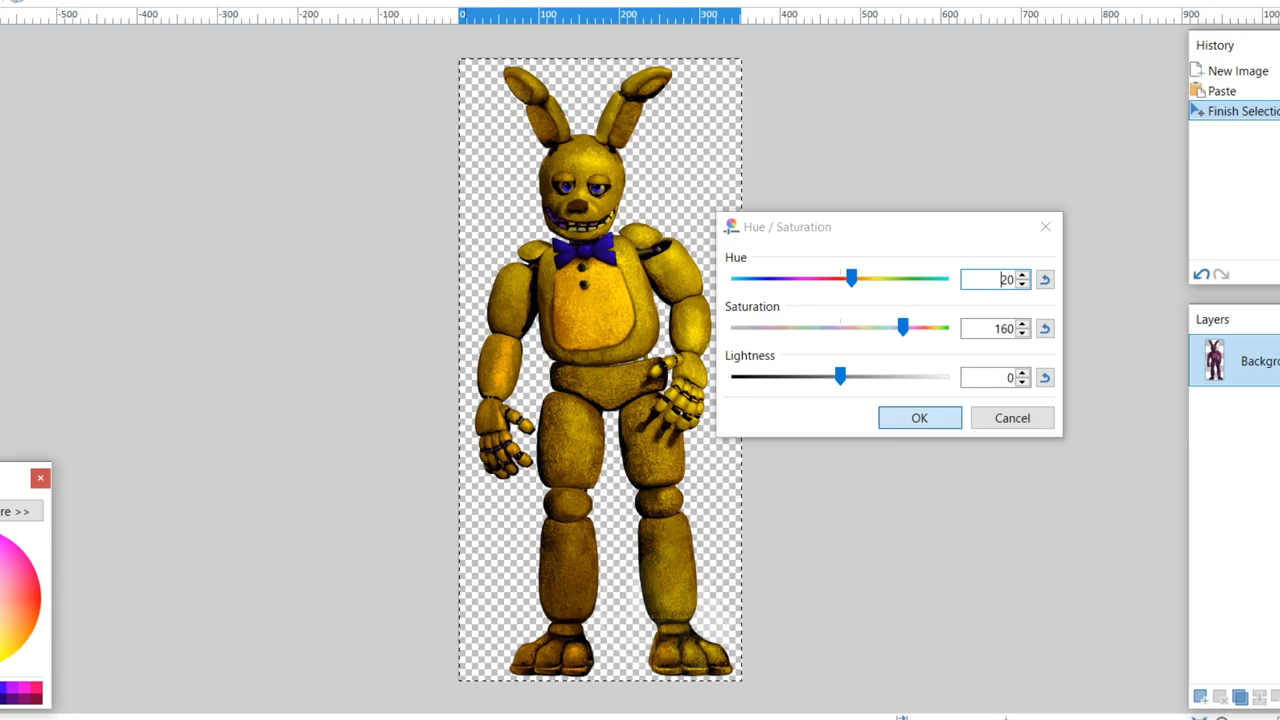 -500 -400 -300 -200 -100 0 100 200 300 400 500 600 700 800 900
History
New Image
Paste
Finish Selectio
Hue / Saturation
Hue
20
Saturation
160
Lightness
0
OK
Cancel
Layers
Backgro
re >>